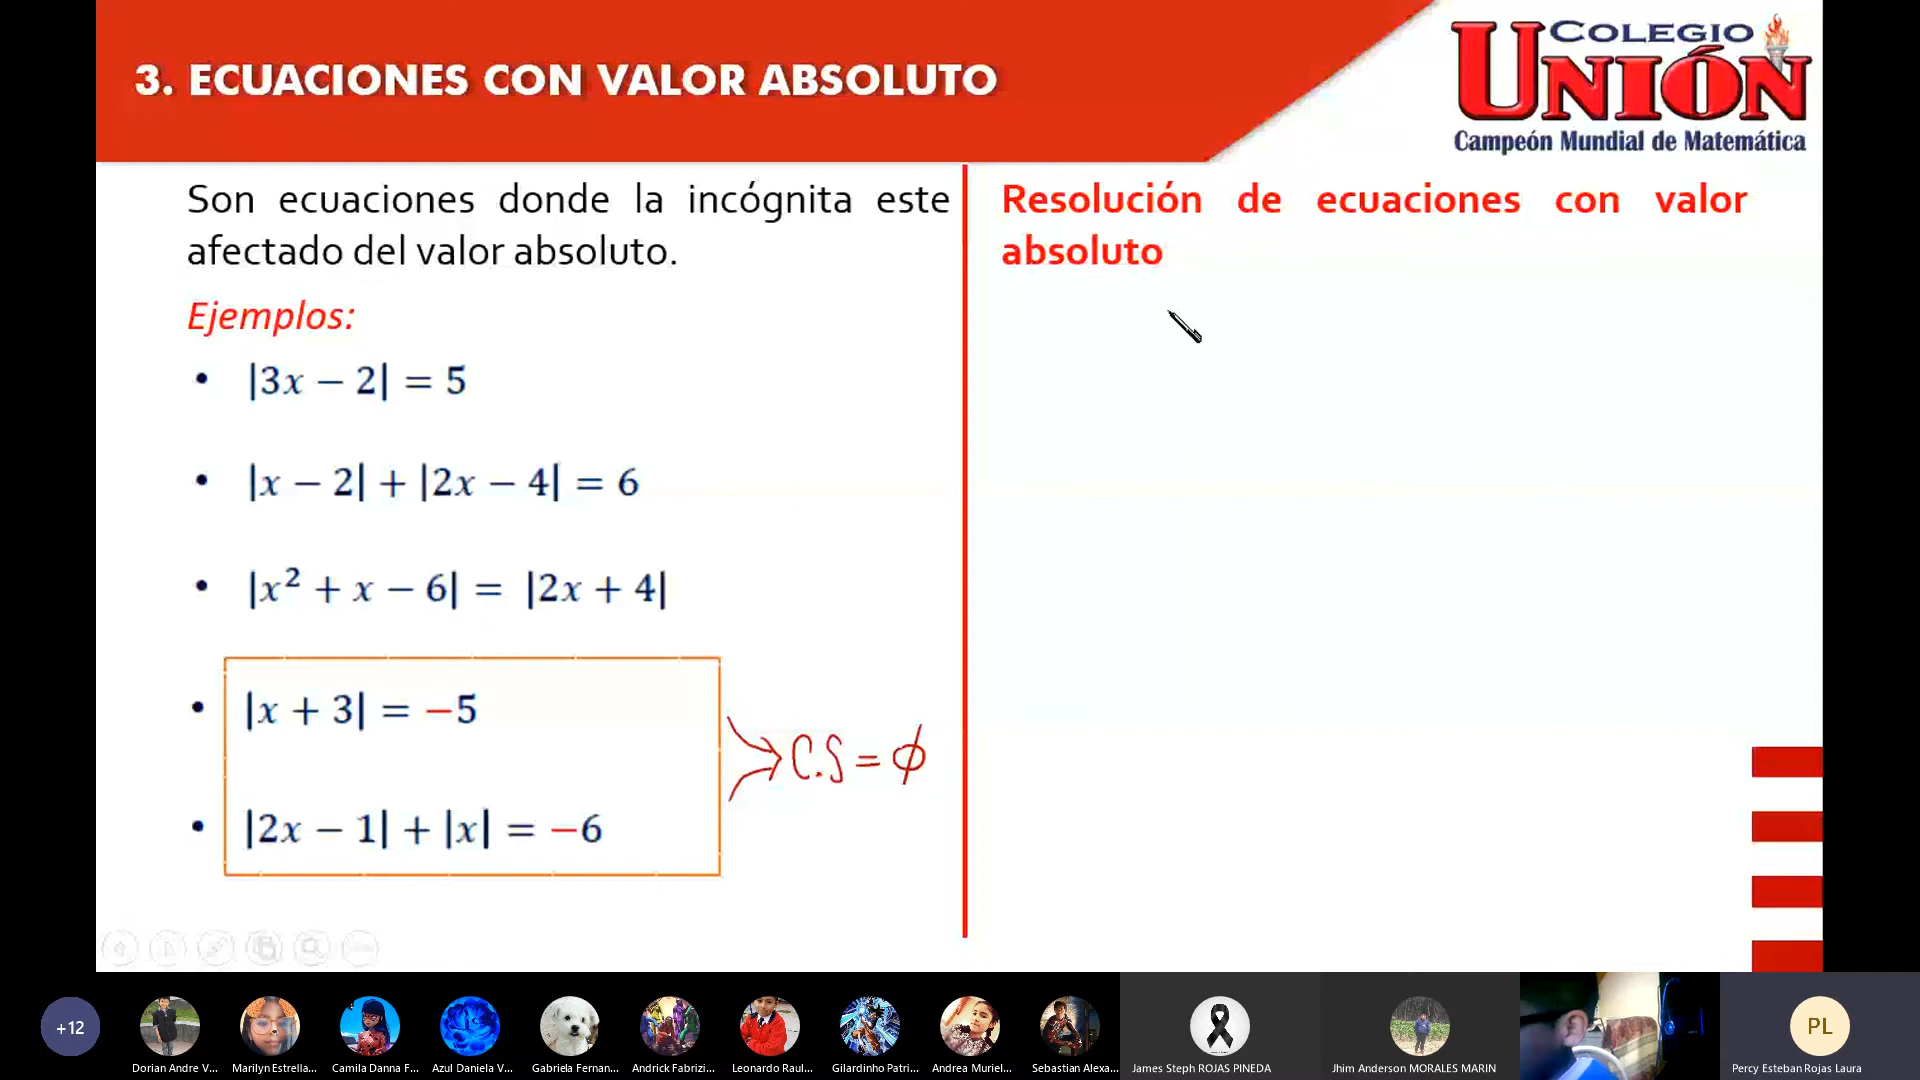 3. ECUACIONES CON VALOR ABSOLUTO
COLEGIO
UNIÓN
Campeón Mundial de Matemática
Son ecuaciones donde la incógnita este
afectado del valor absoluto.
Ejemplos:
• |3x − 2| = 5
• |x − 2| + |2x − 4| = 6
• |x² + x − 6| = |2x + 4|
• |x + 3| = −5
• |2x − 1| + |x| = −6
C.S = ϕ
Resolución de ecuaciones con valor
absoluto
+12
Dorian Andre V...
Marilyn Estrella...
Camila Danna F...
Azul Daniela V...
Gabriela Fernan...
Andrick Fabrizi...
Leonardo Raul...
Gilardinho Patri...
Andrea Muriel...
Sebastian Alexa...
James Steph ROJAS PINEDA
Jhim Anderson MORALES MARIN
PL
Percy Esteban Rojas Laura